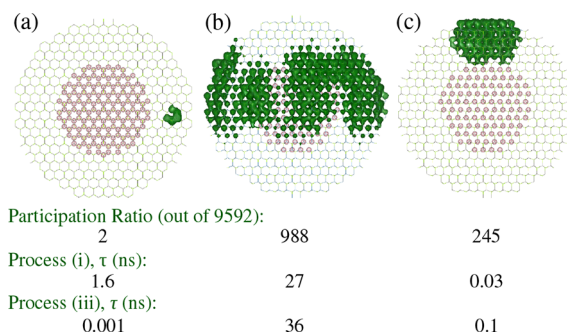 (a) (b) (c)
Participation Ratio (out of 9592):
2 988 245
Process (i), τ (ns):
1.6 27 0.03
Process (iii), τ (ns):
0.001 36 0.1